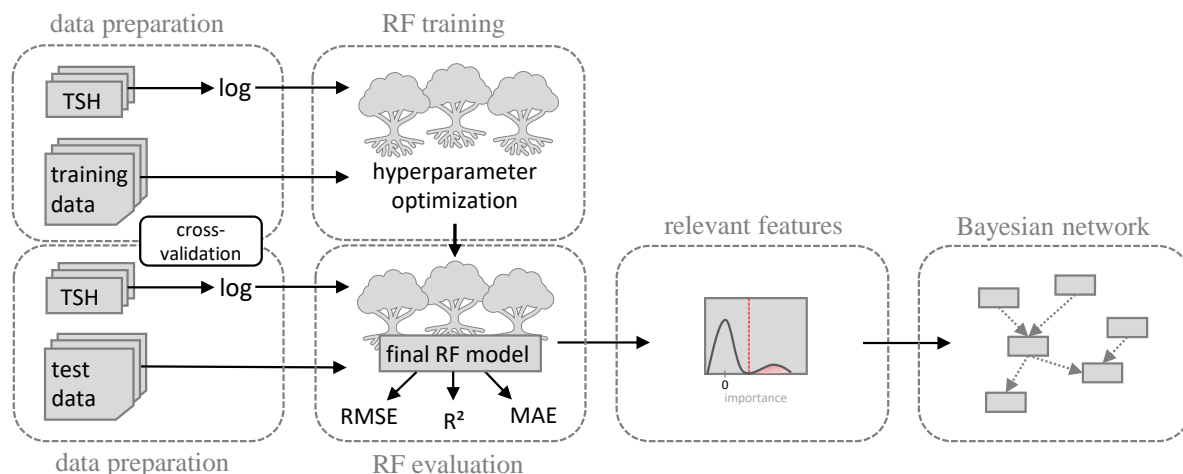 data preparation
RF training
TSH
log
training
data
hyperparameter
optimization
cross-
validation
relevant features
Bayesian network
TSH
log
test
data
final RF model
RMSE
R²
MAE
0
importance
data preparation
RF evaluation